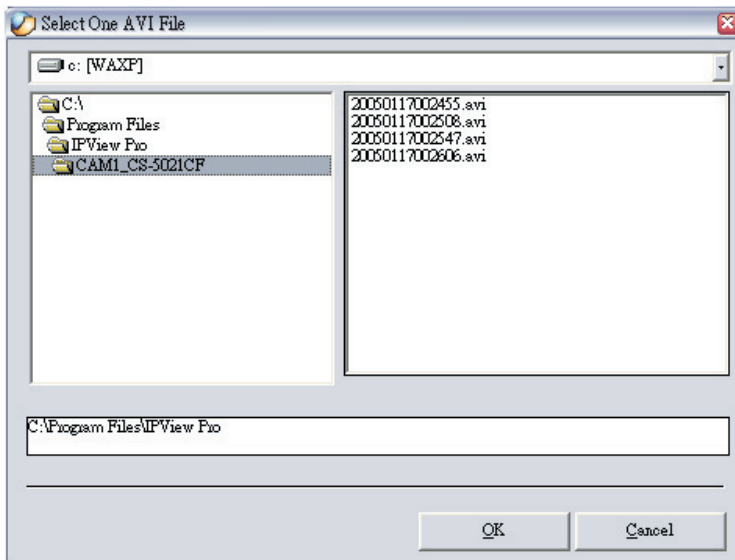 Select One AVI File
c: [WAXP]
C:\
Program Files
IPView Pro
CAM1_CS-5021CF
20050117002455.avi
20050117002508.avi
20050117002547.avi
20050117002606.avi
C:\Program Files\IPView Pro
OK
Cancel